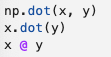 np.dot(x, y)
x.dot(y)
x @ y